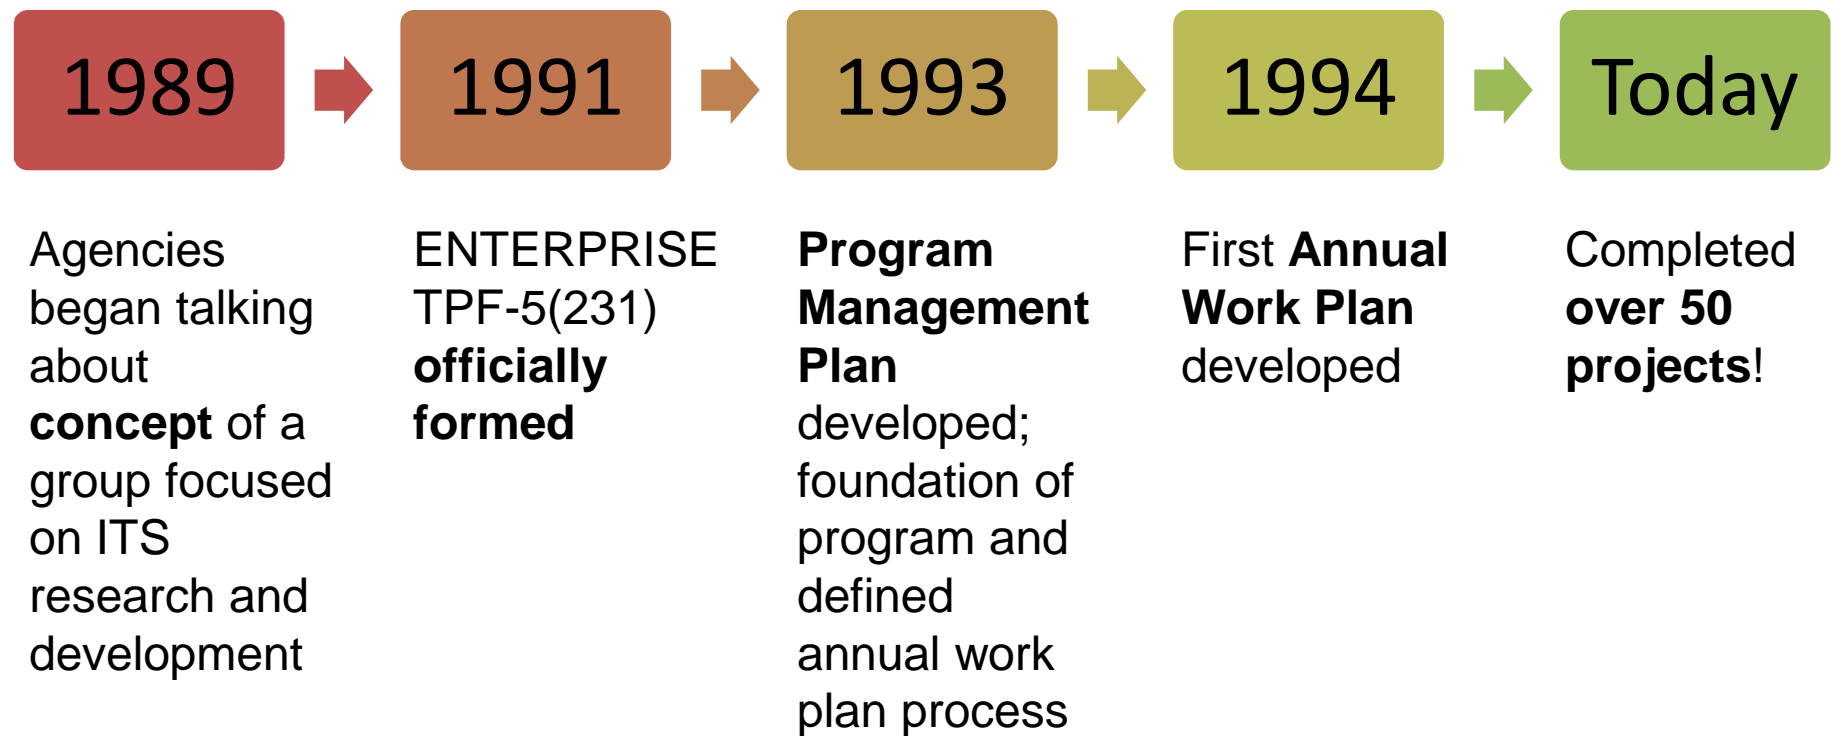 1989
1991
1993
1994
Today
Agencies
began talking
about
concept of a
group focused
on ITS
research and
development
ENTERPRISE
TPF-5(231)
officially
formed
Program
Management
Plan
developed;
foundation of
program and
defined
annual work
plan process
First Annual
Work Plan
developed
Completed
over 50
projects!